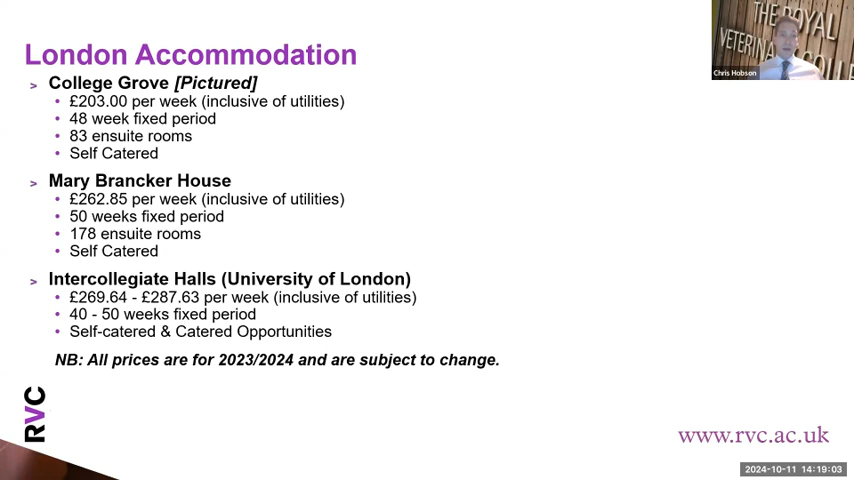 London Accommodation
> College Grove [Pictured]
• £203.00 per week (inclusive of utilities)
• 48 week fixed period
• 83 ensuite rooms
• Self Catered
> Mary Brancker House
• £262.85 per week (inclusive of utilities)
• 50 weeks fixed period
• 178 ensuite rooms
• Self Catered
> Intercollegiate Halls (University of London)
• £269.64 - £287.63 per week (inclusive of utilities)
• 40 - 50 weeks fixed period
• Self-catered & Catered Opportunities
NB: All prices are for 2023/2024 and are subject to change.
RVC
www.rvc.ac.uk
THE ROYAL
VETERINA
Chris Hobson
2024-10-11 14:19:03